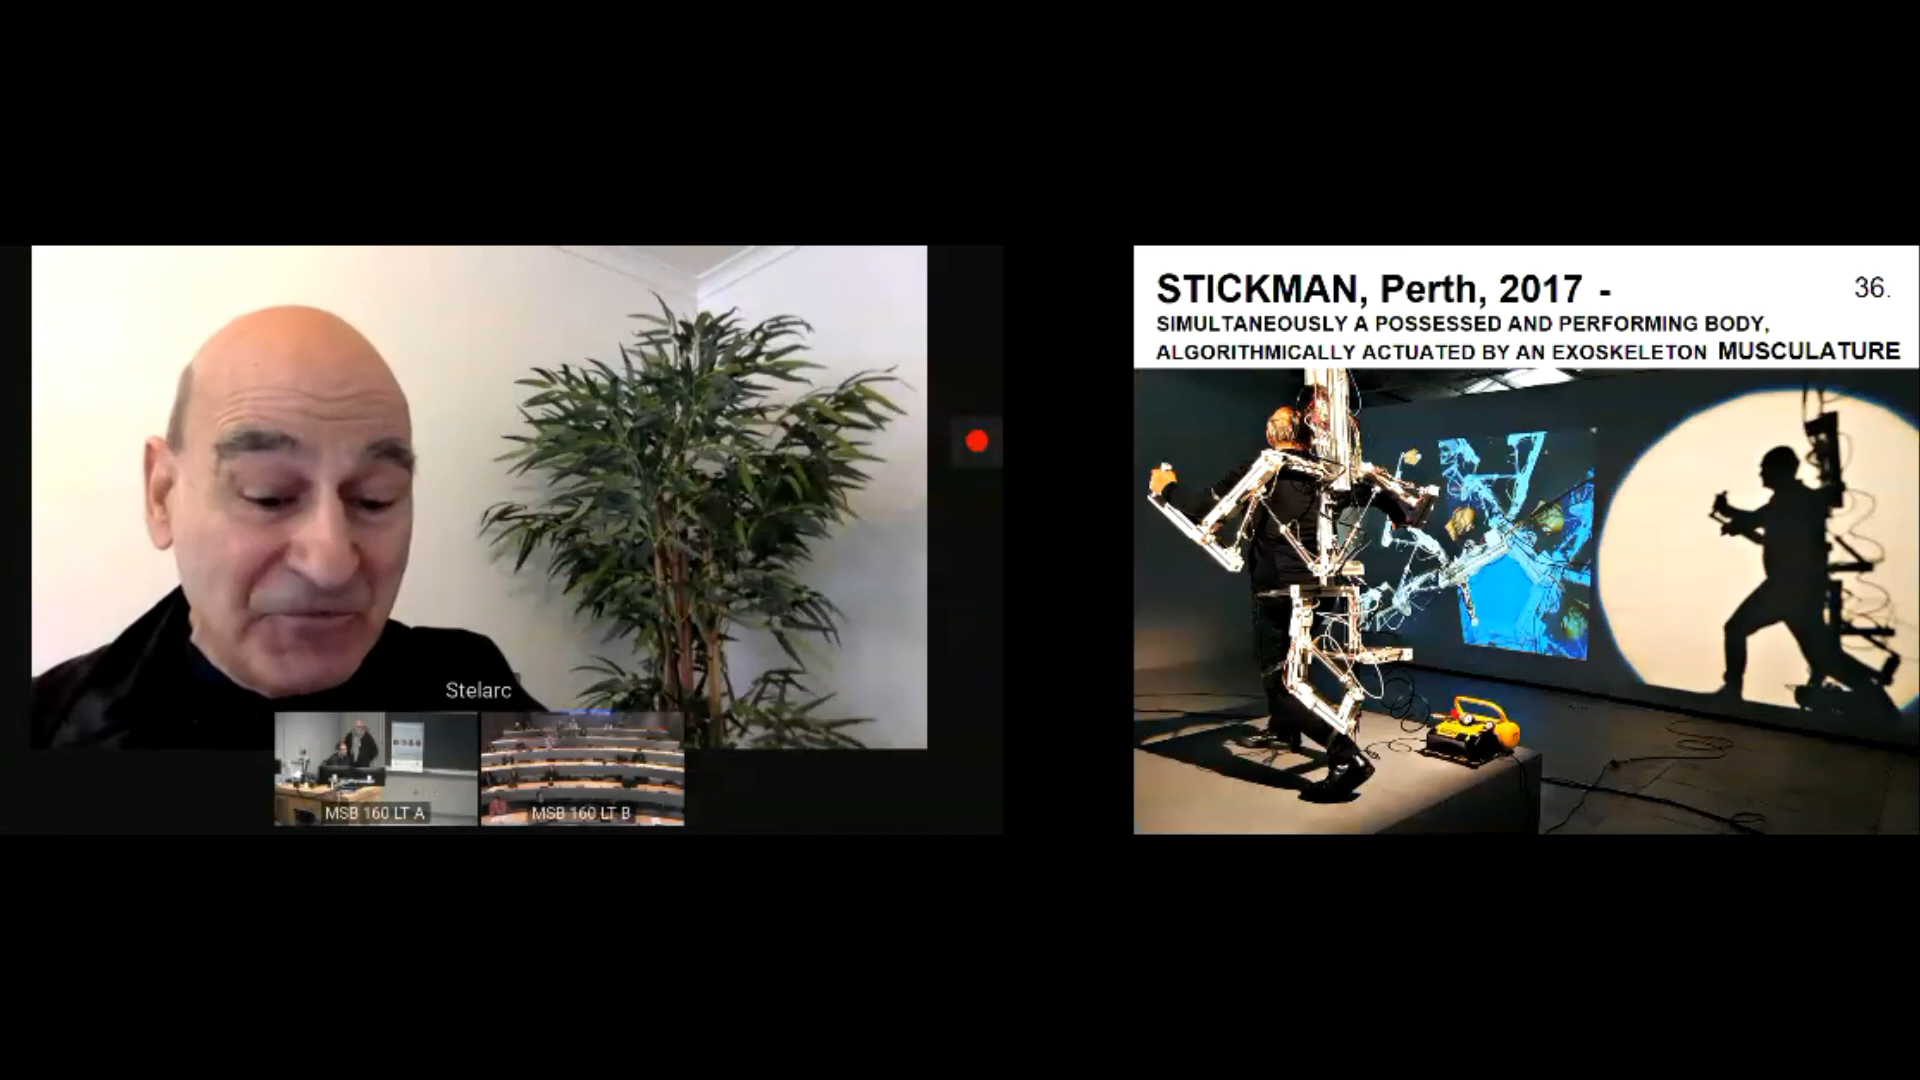 Stelarc
MSB 160 LT A
MSB 160 LT B
STICKMAN, Perth, 2017 -
36.
SIMULTANEOUSLY A POSSESSED AND PERFORMING BODY,
ALGORITHMICALLY ACTUATED BY AN EXOSKELETON MUSCULATURE